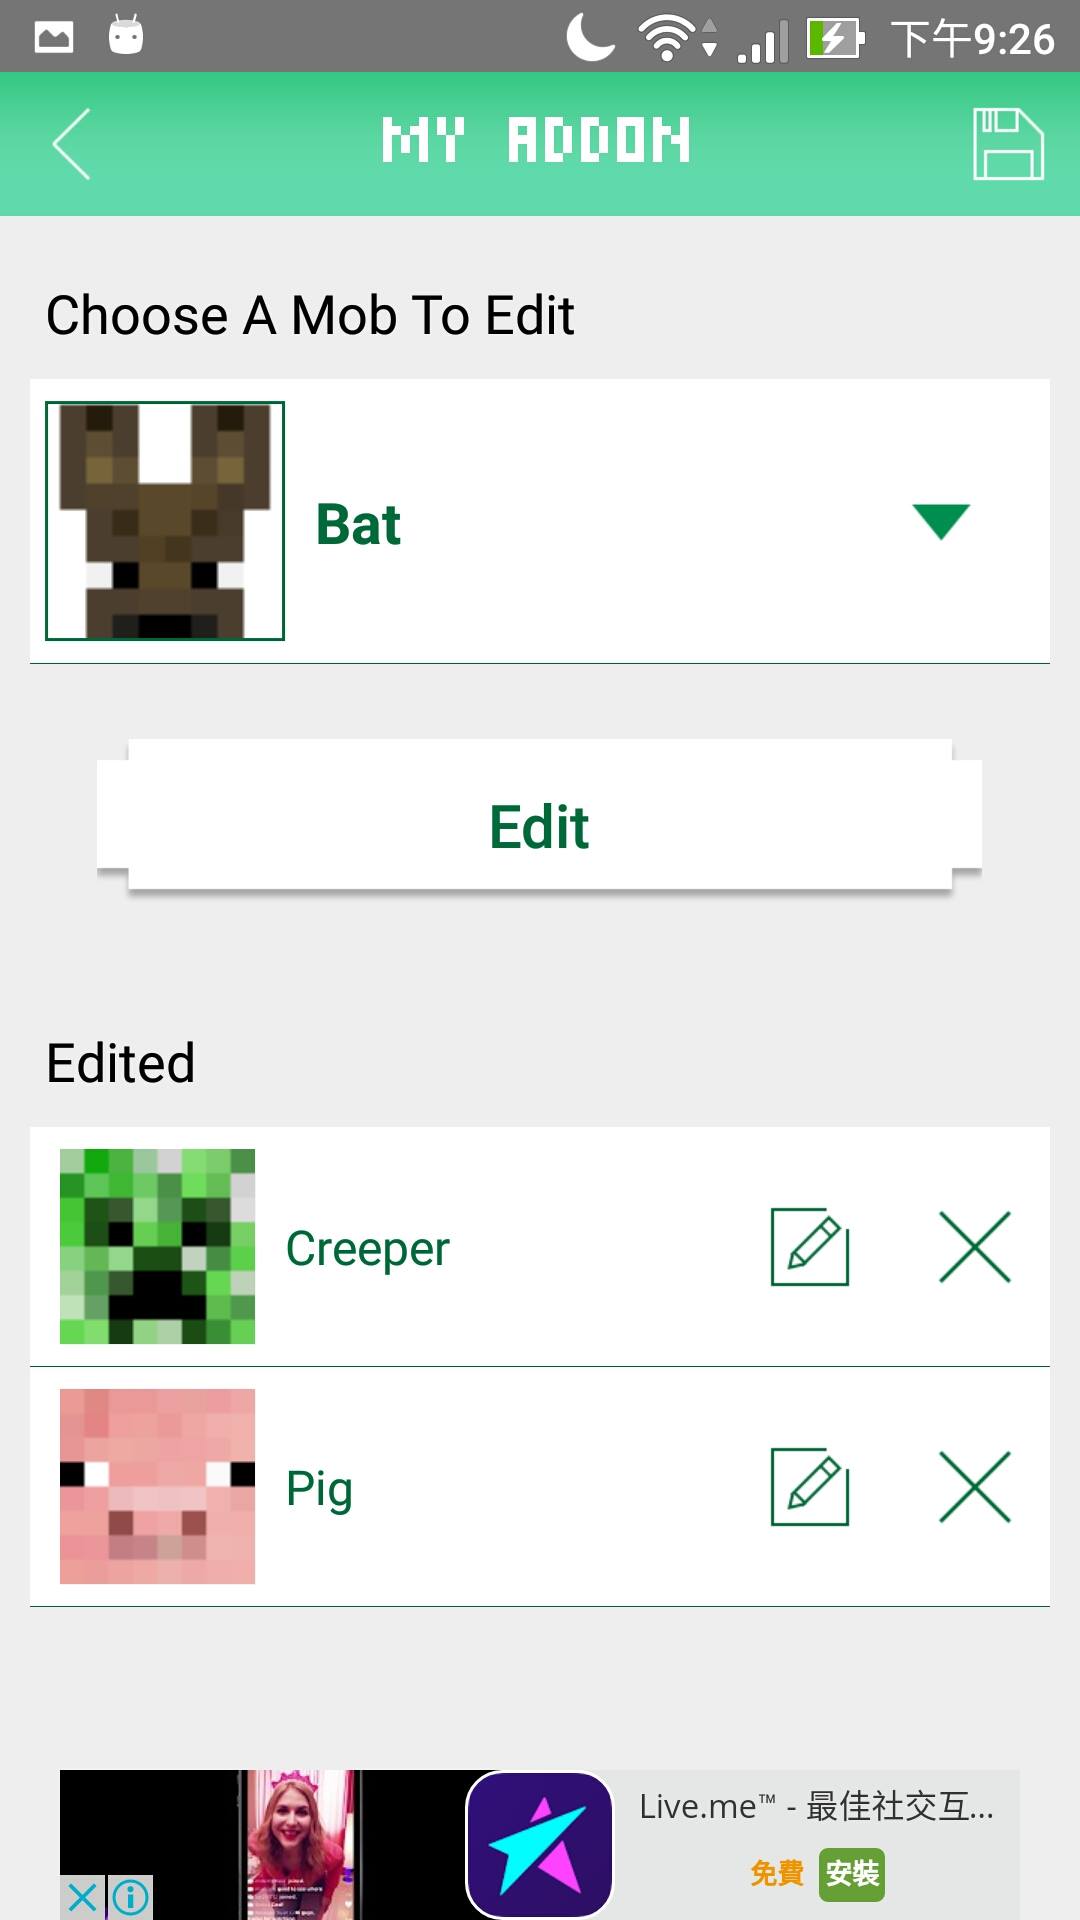 下午9:26
MY ADDON
Choose A Mob To Edit
Bat
Edit
Edited
Creeper
Pig
Live.me™ - 最佳社交互...
免費 安裝